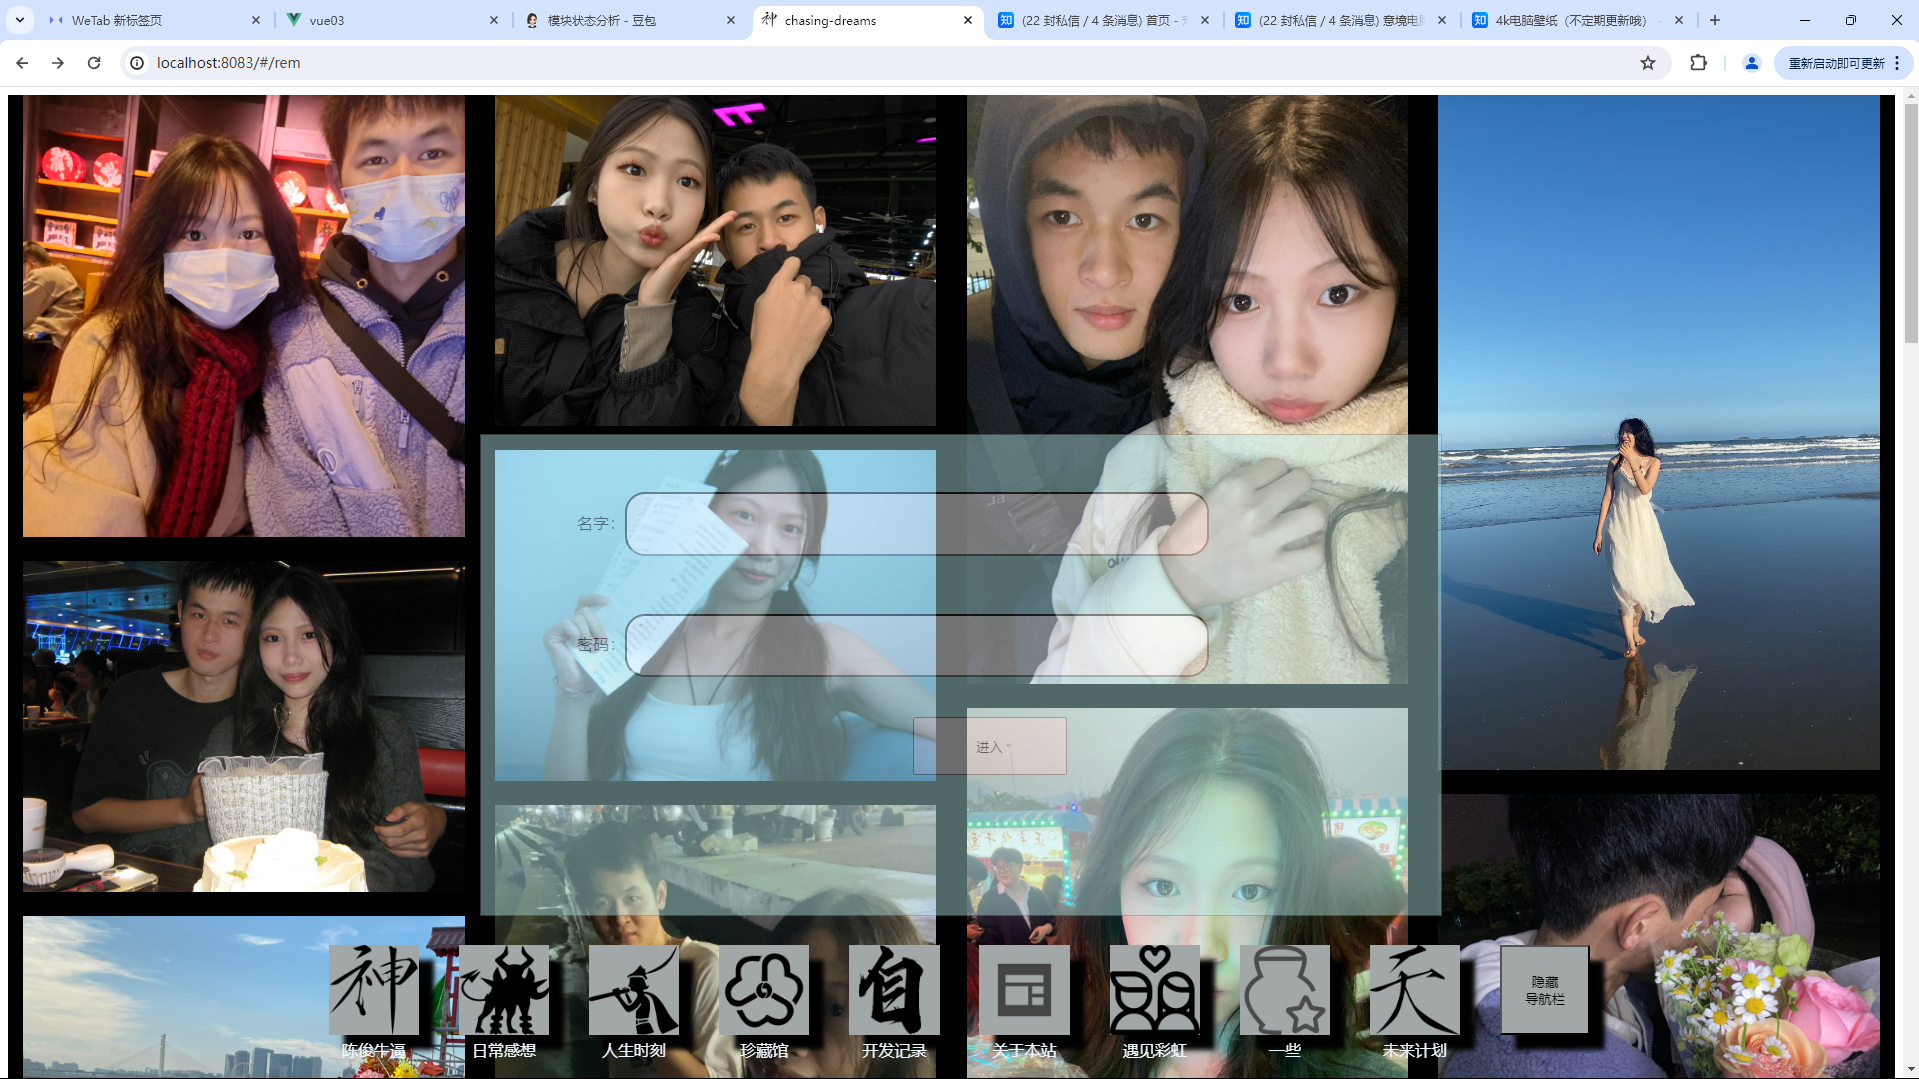 WeTab 新标签页
vue03
模块状态分析 - 豆包
chasing-dreams
(22 封私信 / 4 条消息) 首页 -
(22 封私信 / 4 条消息) 意境电
4k电脑壁纸（不定期更新哦） -
localhost:8083/#/rem
重新启动即可更新
名字：
密码：
进入
神
自
天
隐藏
导航栏
陈俊牛逼
日常感想
人生时刻
珍藏馆
开发记录
关于本站
遇见彩虹
一些
未来计划